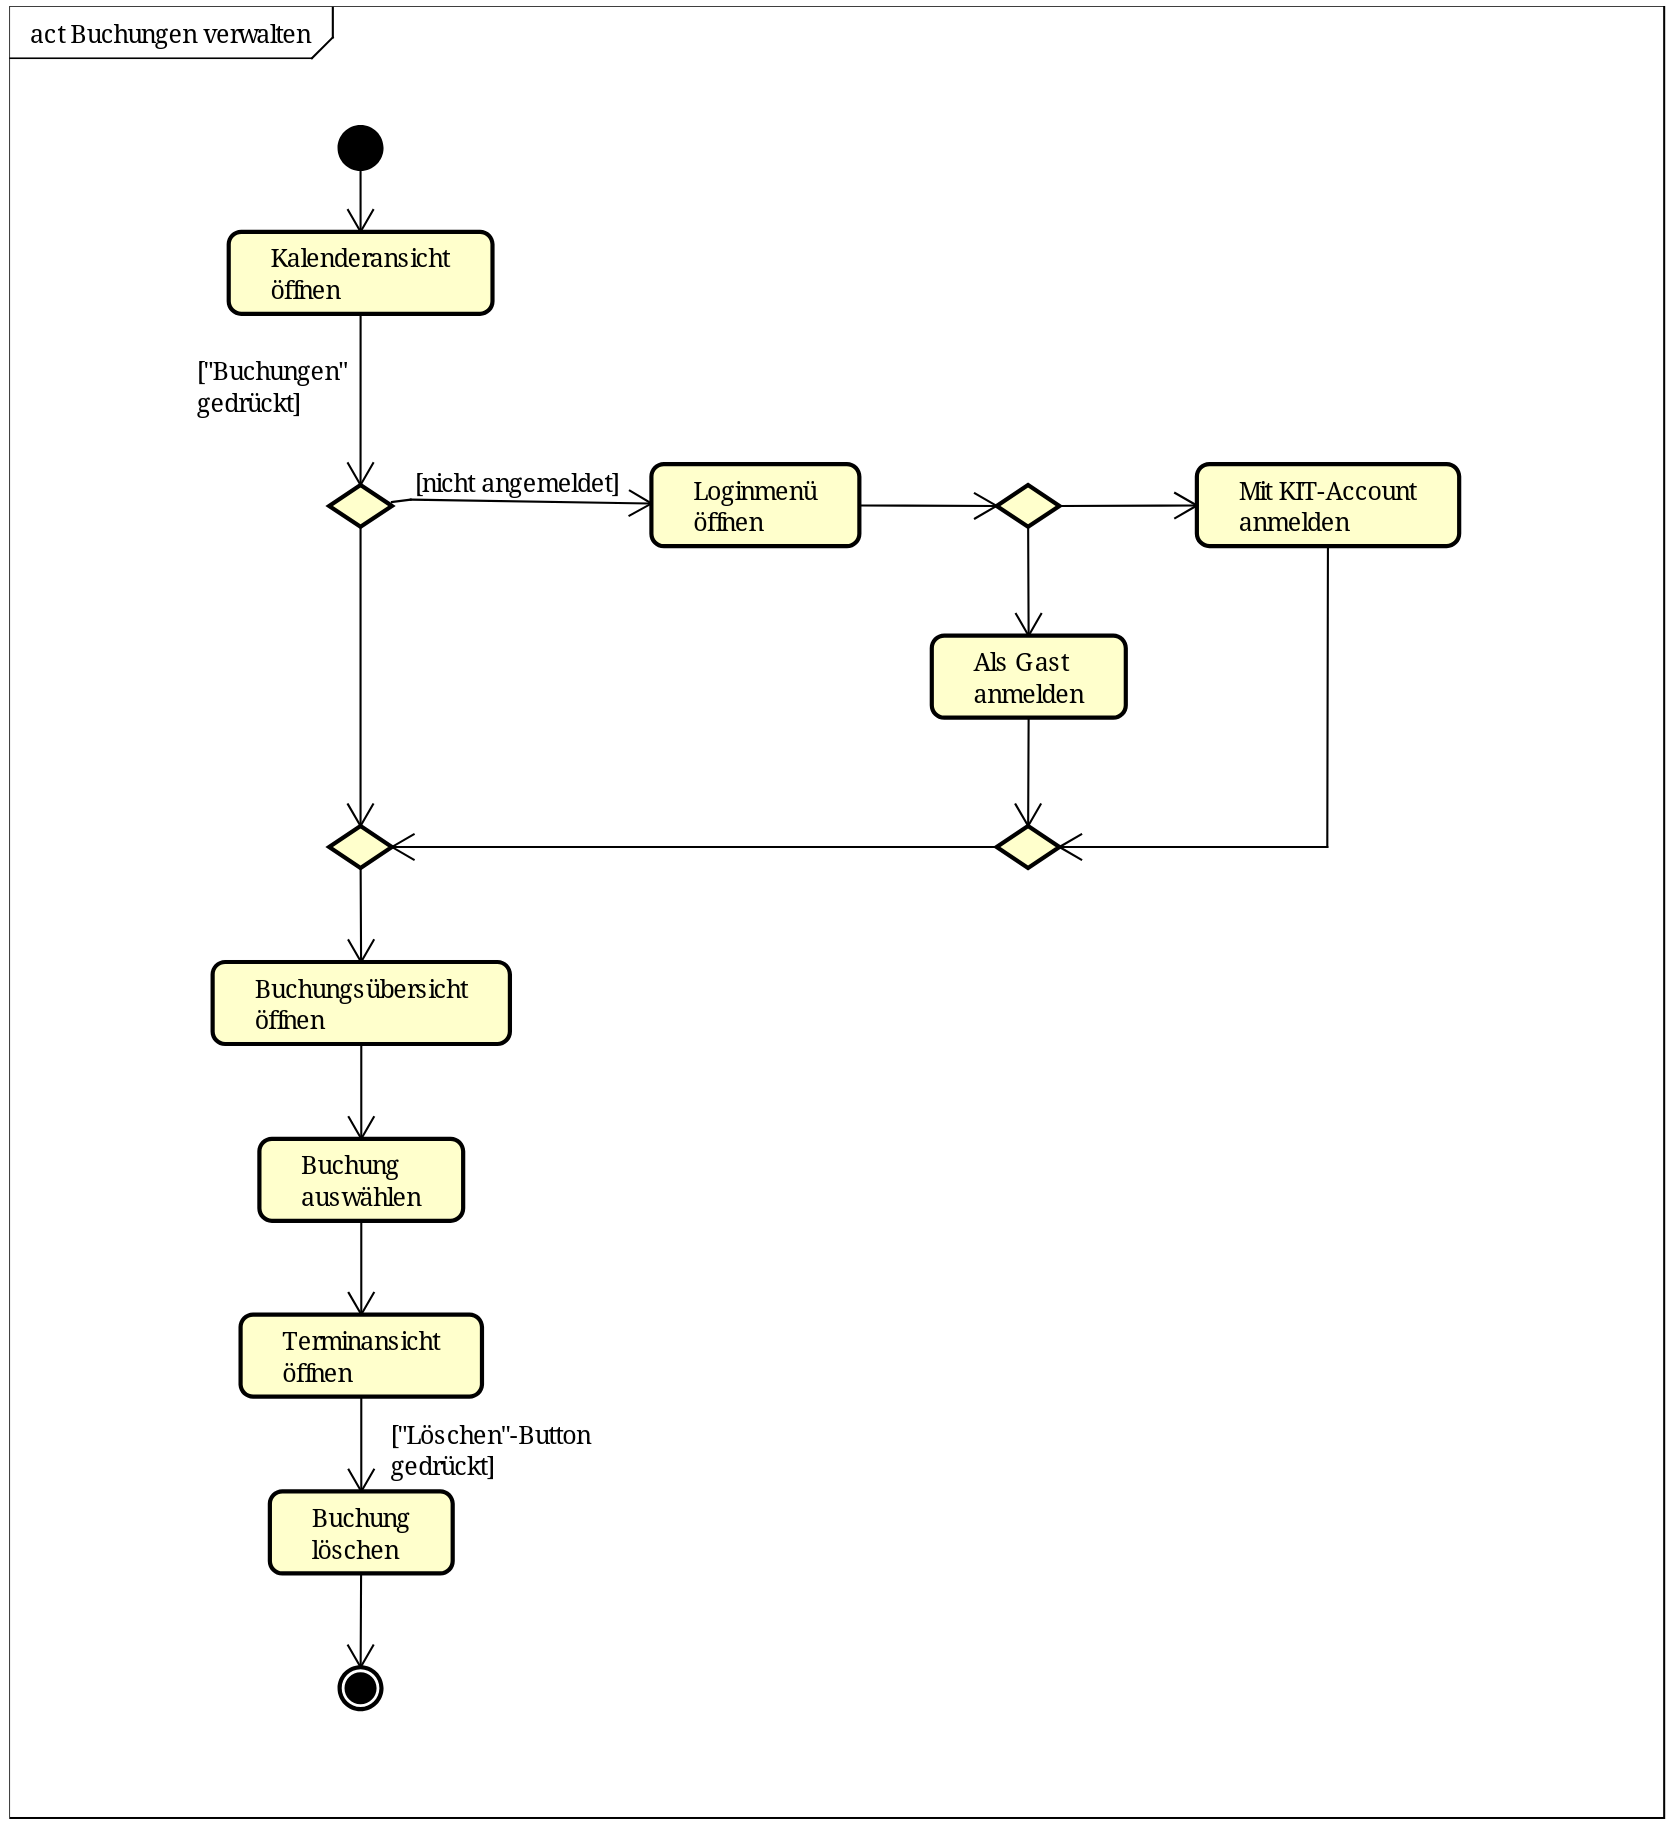 act Buchungen verwalten
Kalenderansicht
öffnen
["Buchungen"
gedrückt]
[nicht angemeldet]
Loginmenü
öffnen
Mit KIT-Account
anmelden
Als Gast
anmelden
Buchungsübersicht
öffnen
Buchung
auswählen
Terminansicht
öffnen
["Löschen"-Button
gedrückt]
Buchung
löschen